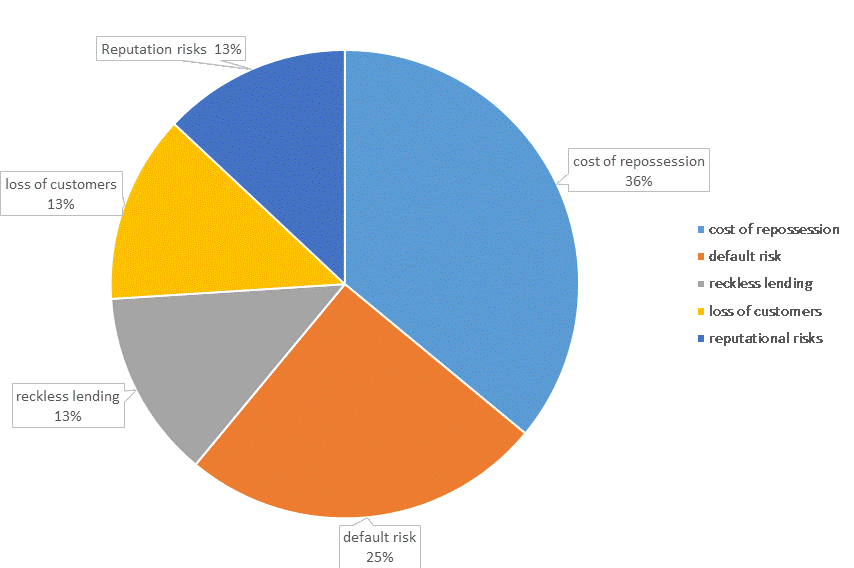 Reputation risks 13%
cost of repossession
36%
loss of customers
13%
reckless lending
13%
default risk
25%
cost of repossession
default risk
reckless lending
loss of customers
reputational risks